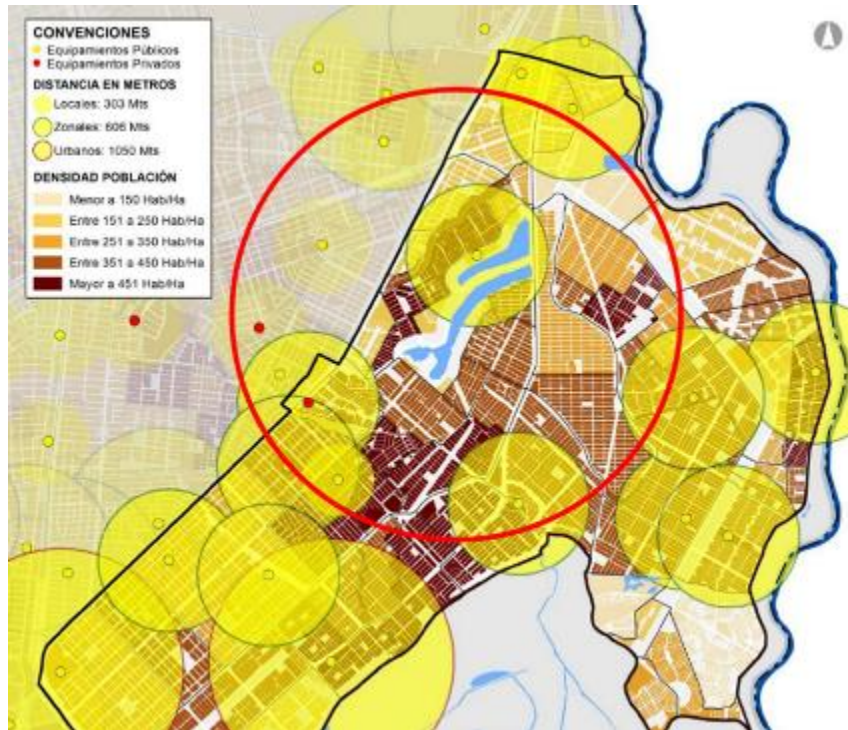 CONVENCIONES
Equipamientos Públicos
Equipamientos Privados
DISTANCIA EN METROS
Locales: 303 Mts
Zonales: 606 Mts
Urbanos: 1050 Mts
DENSIDAD POBLACIÓN
Menor a 150 Hab/Ha
Entre 151 a 250 Hab/Ha
Entre 251 a 350 Hab/Ha
Entre 351 a 450 Hab/Ha
Mayor a 451 Hab/Ha